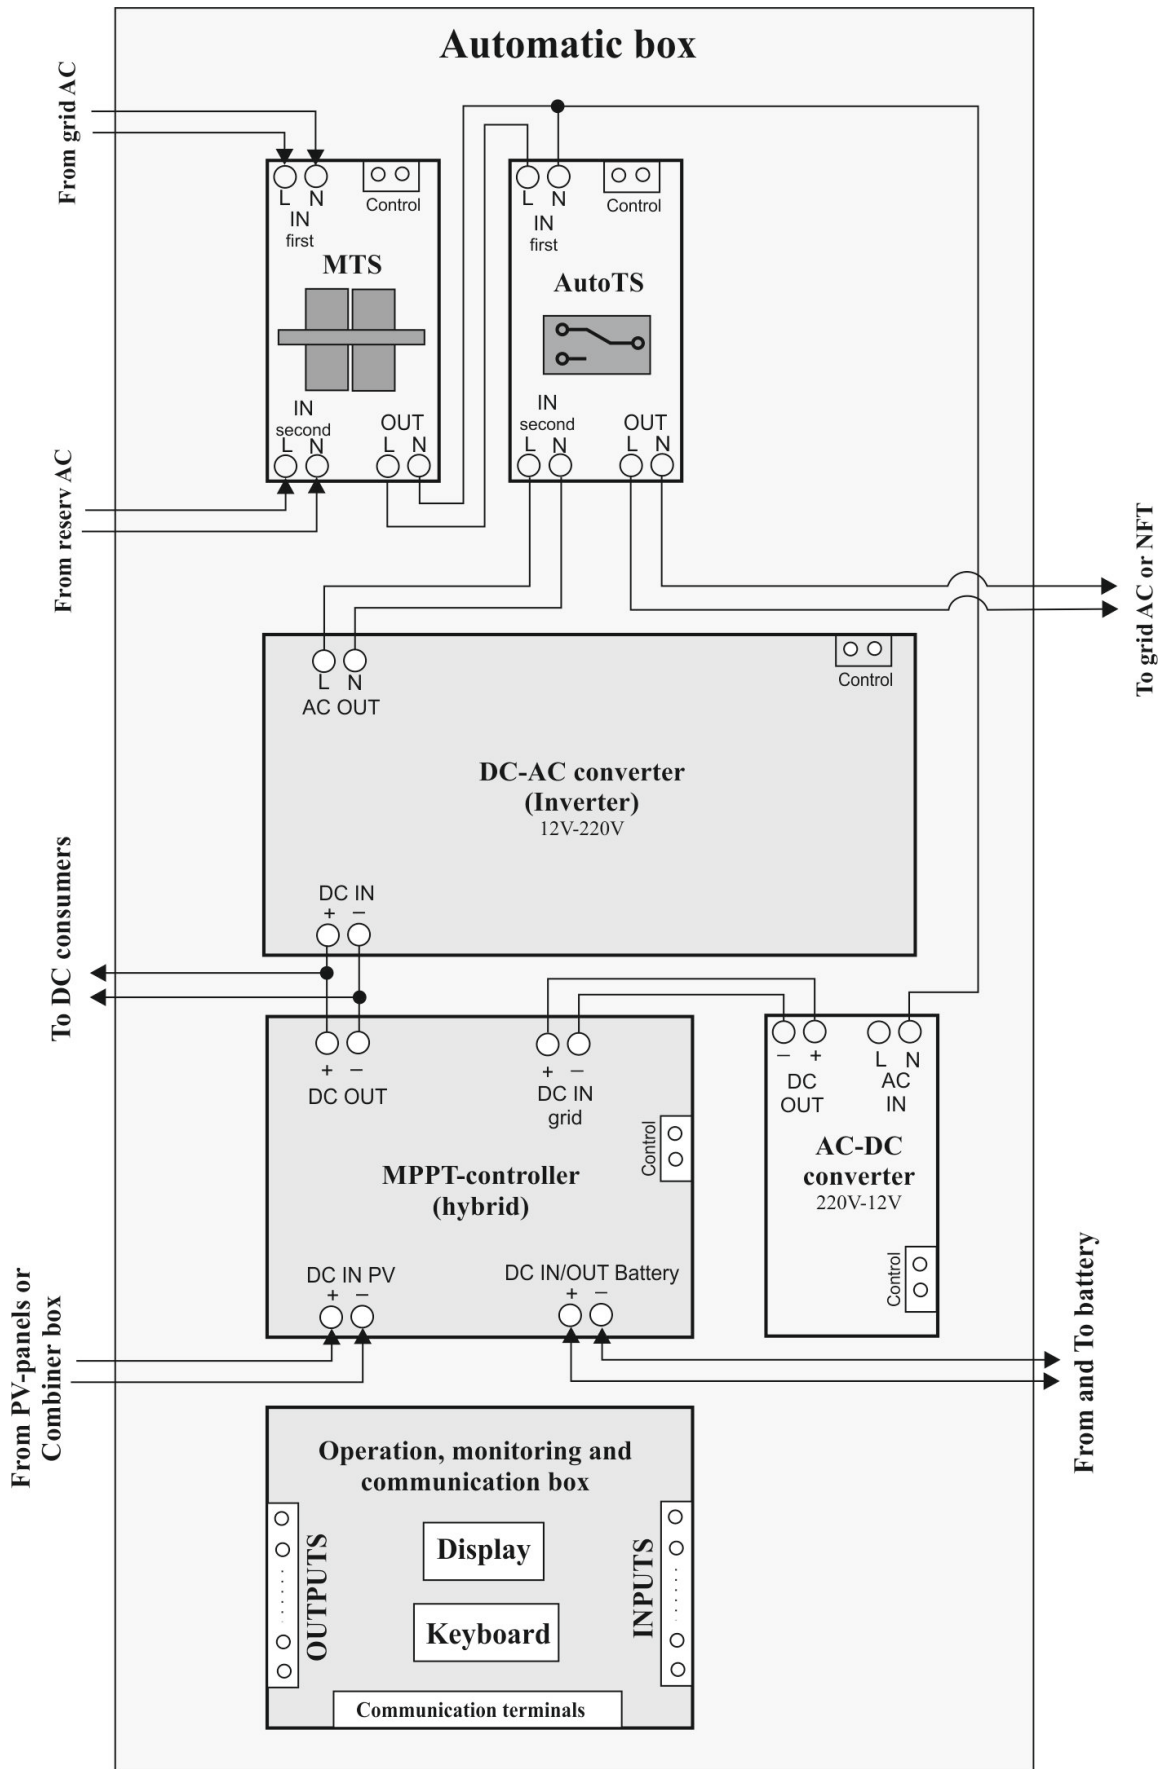 Automatic box
From grid AC
L N
IN
first
Control
MTS
IN
second
L N
OUT
L N
L N
IN
first
Control
AutoTS
IN
second
L N
OUT
L N
From reserv AC
To grid AC or NFT
L N
AC OUT
Control
DC-AC converter
(Inverter)
12V-220V
DC IN
+ −
To DC consumers
+ −
DC OUT
+ −
DC IN
grid
Control
MPPT-controller
(hybrid)
DC IN PV
+ −
DC IN/OUT Battery
+ −
− +
DC
OUT
L N
AC
IN
AC-DC
converter
220V-12V
Control
From PV-panels or
Combiner box
From and To battery
Operation, monitoring and
communication box
OUTPUTS
Display
Keyboard
INPUTS
Communication terminals